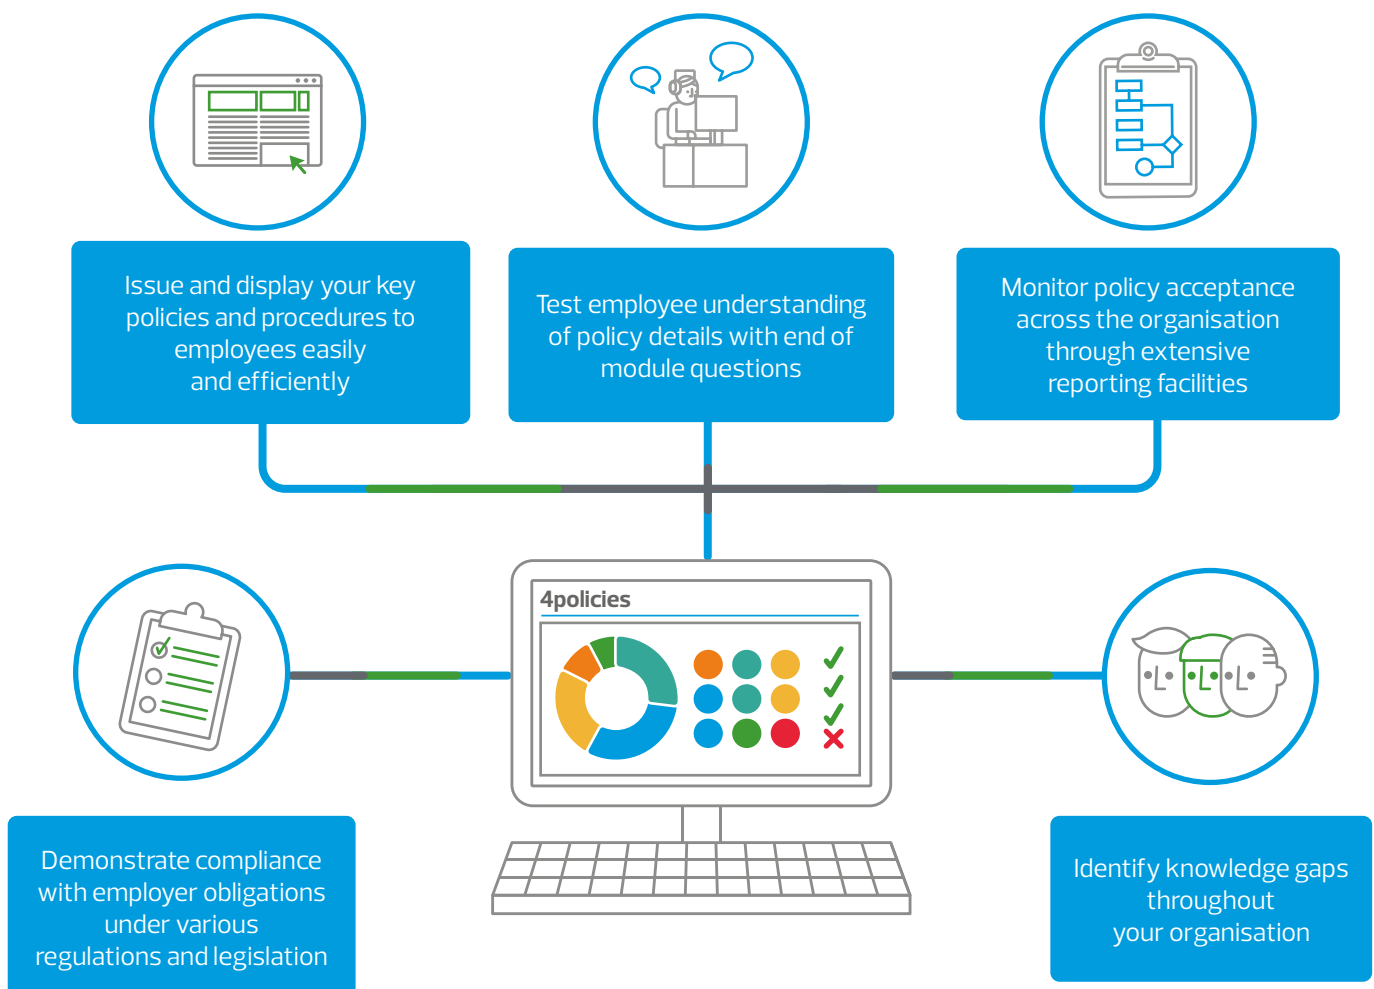 Issue and display your key
policies and procedures to
employees easily
and efficiently
Test employee understanding
of policy details with end of
module questions
Monitor policy acceptance
across the organisation
through extensive
reporting facilities
4policies
Demonstrate compliance
with employer obligations
under various
regulations and legislation
Identify knowledge gaps
throughout
your organisation